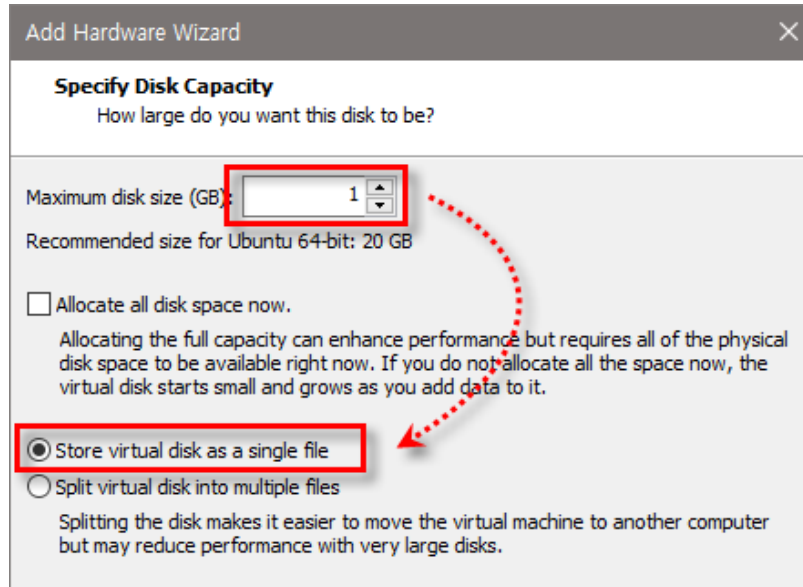 Add Hardware Wizard
Specify Disk Capacity
How large do you want this disk to be?
Maximum disk size (GB): 1
Recommended size for Ubuntu 64-bit: 20 GB
Allocate all disk space now.
Allocating the full capacity can enhance performance but requires all of the physical
disk space to be available right now. If you do not allocate all the space now, the
virtual disk starts small and grows as you add data to it.
Store virtual disk as a single file
Split virtual disk into multiple files
Splitting the disk makes it easier to move the virtual machine to another computer
but may reduce performance with very large disks.